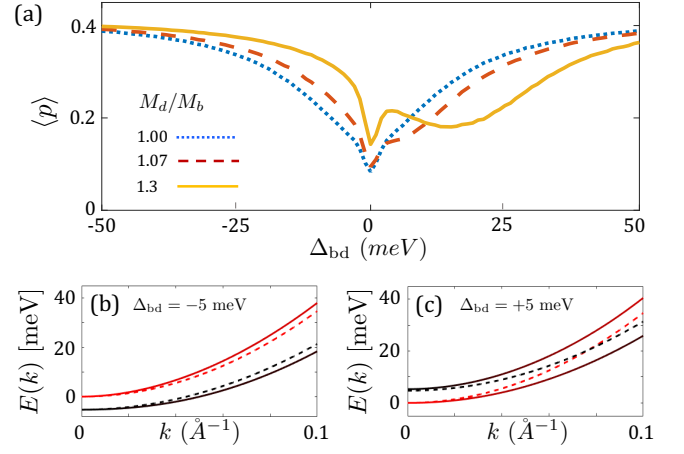 (a)
0.4
0.2
0
⟨p⟩
M_d/M_b
1.00
1.07
1.3
-50 -25 0 25 50
Δ_bd (meV)
(b) Δ_bd = −5 meV
40
20
0
E(k) [meV]
0 0.1
k (Å⁻¹)
(c) Δ_bd = +5 meV
40
20
0
E(k) [meV]
0 0.1
k (Å⁻¹)